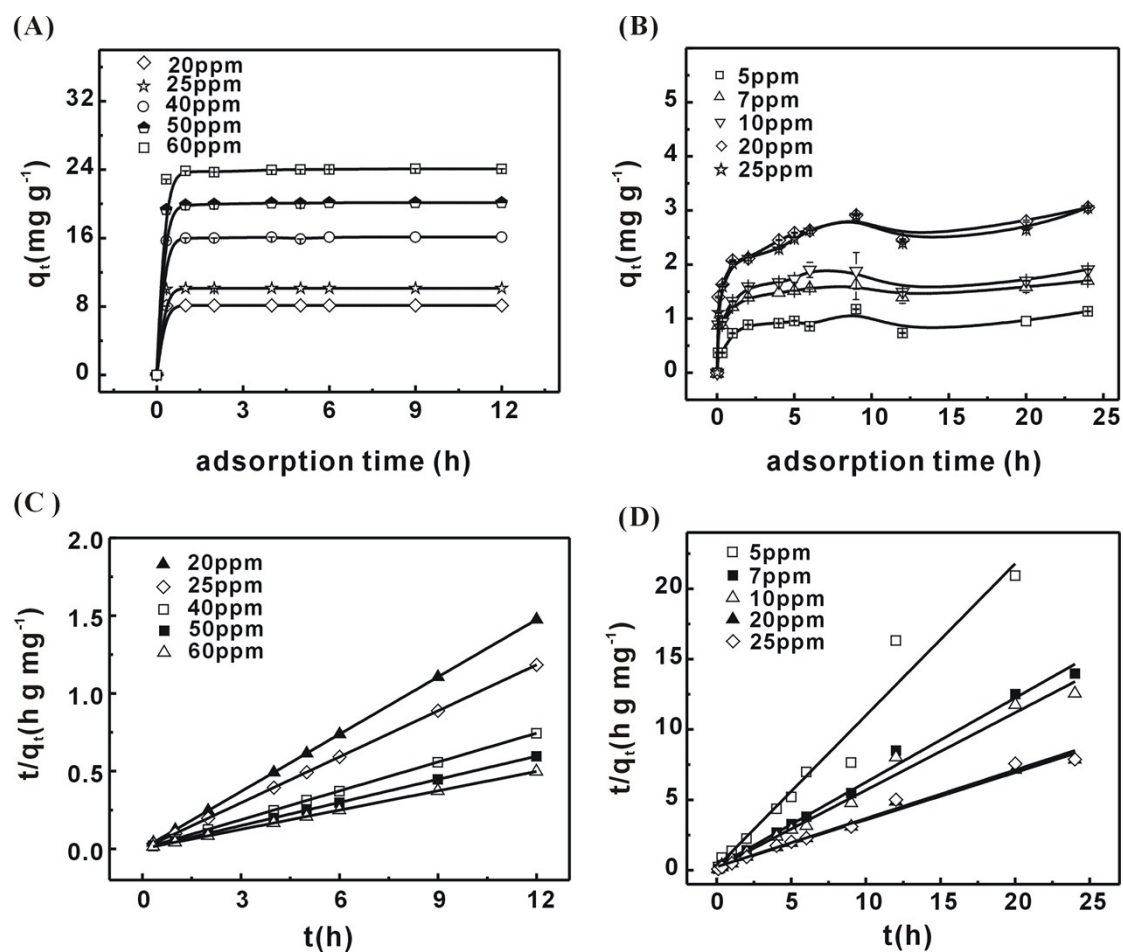 (A)
20ppm
25ppm
40ppm
50ppm
60ppm
36
32
24
16
8
0
qt(mg g-1)
0 3 6 9 12
adsorption time (h)
(B)
5ppm
7ppm
10ppm
20ppm
25ppm
5
4
3
2
1
0
qt(mg g-1)
0 5 10 15 20 25
adsorption time (h)
(C )
20ppm
25ppm
40ppm
50ppm
60ppm
2.0
1.5
1.0
0.5
0.0
t/qt(h g mg-1)
0 3 6 9 12
t(h)
(D)
5ppm
7ppm
10ppm
20ppm
25ppm
20
15
10
5
0
t/qt(h g mg-1)
0 5 10 15 20 25
t(h)